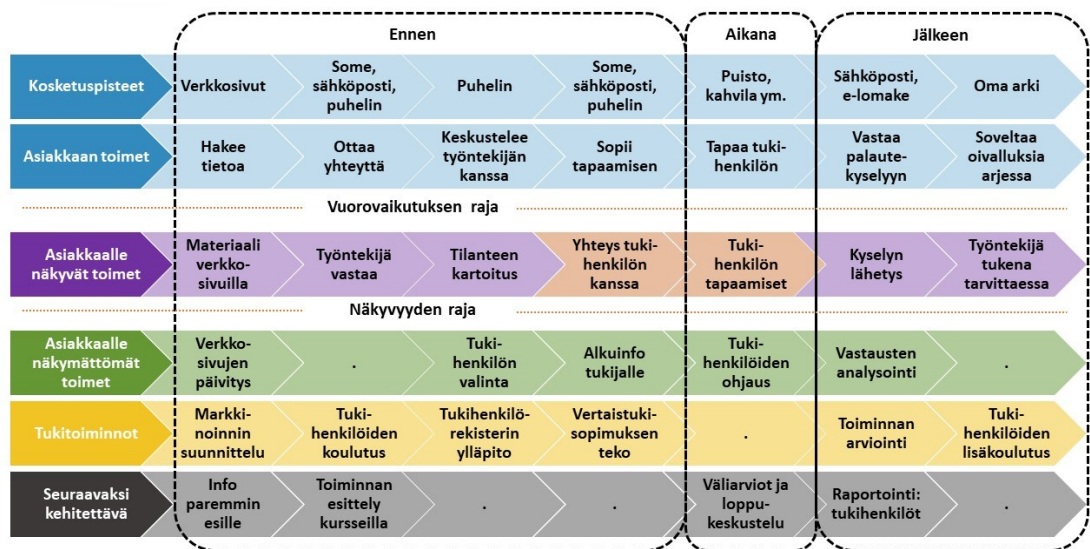 Ennen
Aikana
Jälkeen
Kosketuspisteet
Verkkosivut
Some,
sähköposti,
puhelin
Puhelin
Some,
sähköposti,
puhelin
Puisto,
kahvila ym.
Sähköposti,
e-lomake
Oma arki
Asiakkaan toimet
Hakee
tietoa
Ottaa
yhteyttä
Keskustelee
työntekijän
kanssa
Sopii
tapaamisen
Tapaa tuki-
henkilön
Vastaa
palaute-
kyselyyn
Soveltaa
oivalluksia
arjessa
Vuorovaikutuksen raja
Asiakkaalle
näkyvät toimet
Materiaali
verkko-
sivuilla
Työntekijä
vastaa
Tilanteen
kartoitus
Yhteys tuki-
henkilön
kanssa
Tuki-
henkilön
tapaamiset
Kyselyn
lähetys
Työntekijä
tukena
tarvittaessa
Näkyvyyden raja
Asiakkaalle
näkymättömät
toimet
Verkko-
sivujen
päivitys
.
Tuki-
henkilön
valinta
Alkuinfo
tukijalle
Tuki-
henkilöiden
ohjaus
Vastausten
analysointi
.
Tukitoiminnot
Markki-
noinnin
suunnittelu
Tuki-
henkilöiden
koulutus
Tukihenkilö-
rekisterin
ylläpito
Vertaistuki-
sopimuksen
teko
.
Toiminnan
arviointi
Tuki-
henkilöiden
lisäkoulutus
Seuraavaksi
kehitettävä
Info
paremmin
esille
Toiminnan
esittely
kursseilla
.
.
Väliarviot ja
loppu-
keskustelu
Raportointi:
tukihenkilöt
.